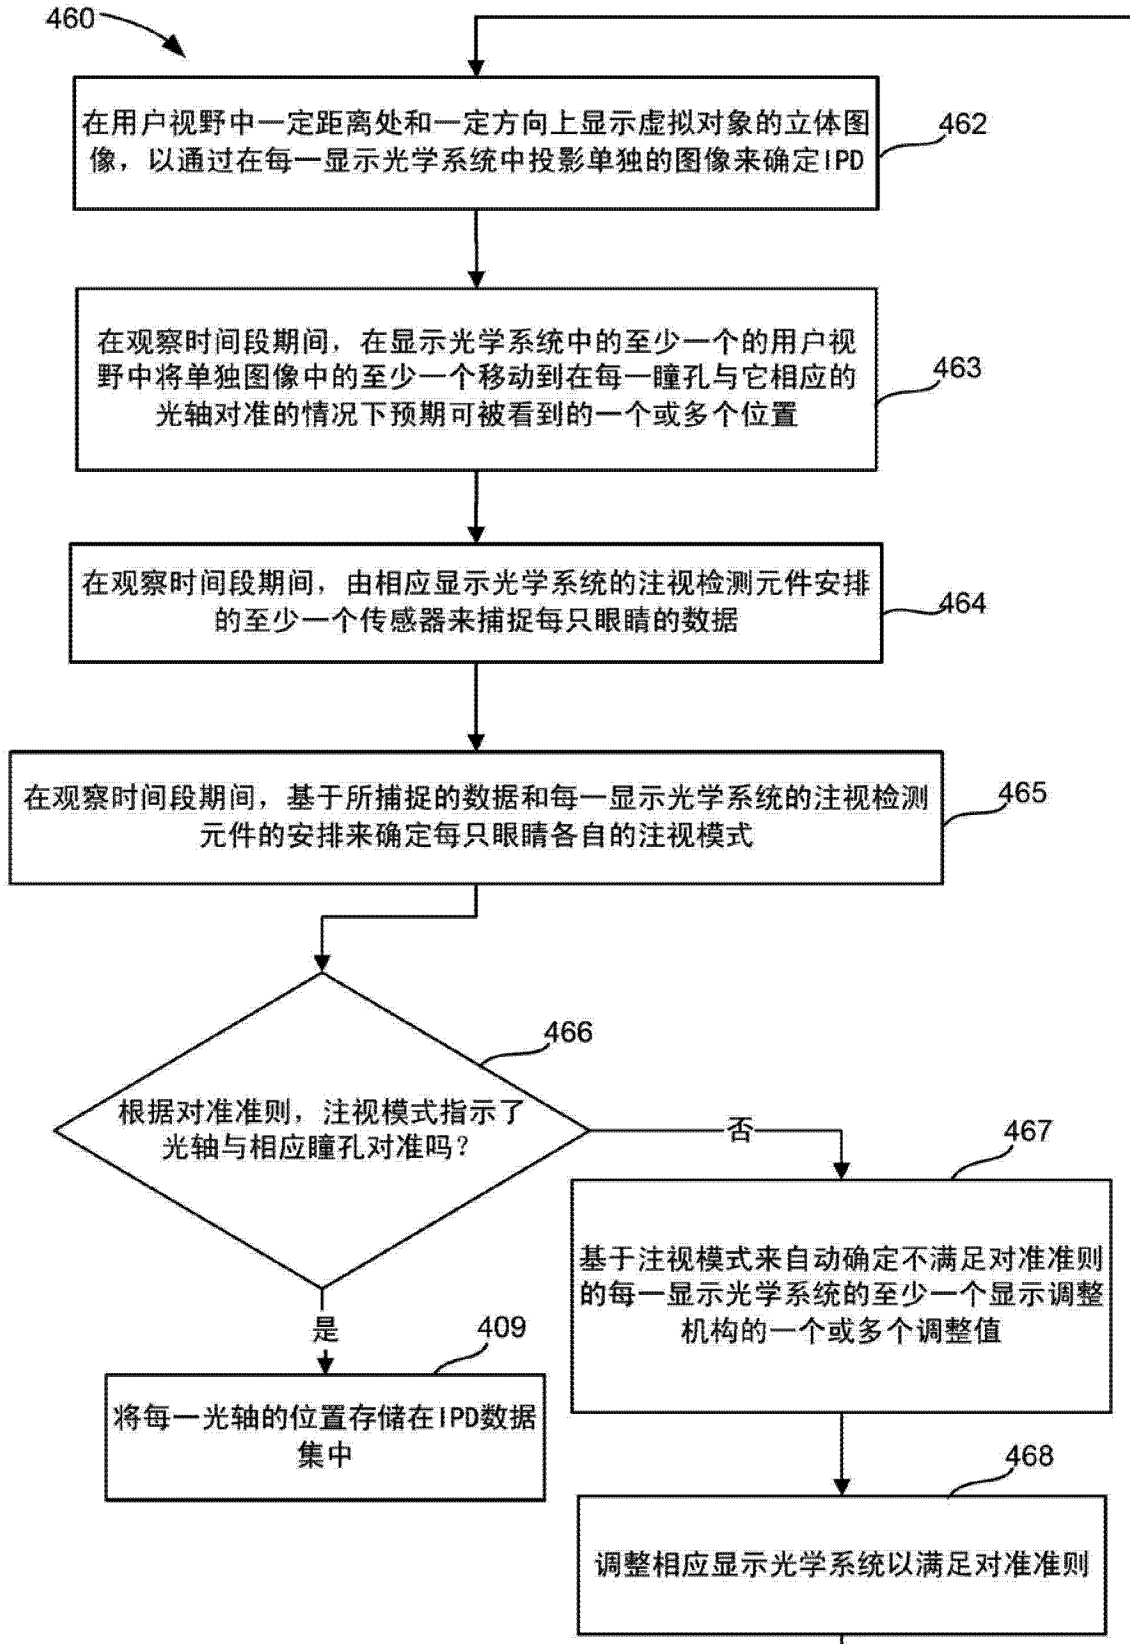 460
在用户视野中一定距离处和一定方向上显示虚拟对象的立体图
像，以通过在每一显示光学系统中投影单独的图像来确定IPD
462
在观察时间段期间，在显示光学系统中的至少一个的用户视
野中将单独图像中的至少一个移动到在每一瞳孔与它相应的
光轴对准的情况下预期可被看到的一个或多个位置
463
在观察时间段期间，由相应显示光学系统的注视检测元件安排
的至少一个传感器来捕捉每只眼睛的数据
464
在观察时间段期间，基于所捕捉的数据和每一显示光学系统的注视检测
元件的安排来确定每只眼睛各自的注视模式
465
466
根据对准准则，注视模式指示了
光轴与相应瞳孔对准吗？
否
467
基于注视模式来自动确定不满足对准准则
的每一显示光学系统的至少一个显示调整
机构的一个或多个调整值
是
409
将每一光轴的位置存储在IPD数据
集中
468
调整相应显示光学系统以满足对准准则